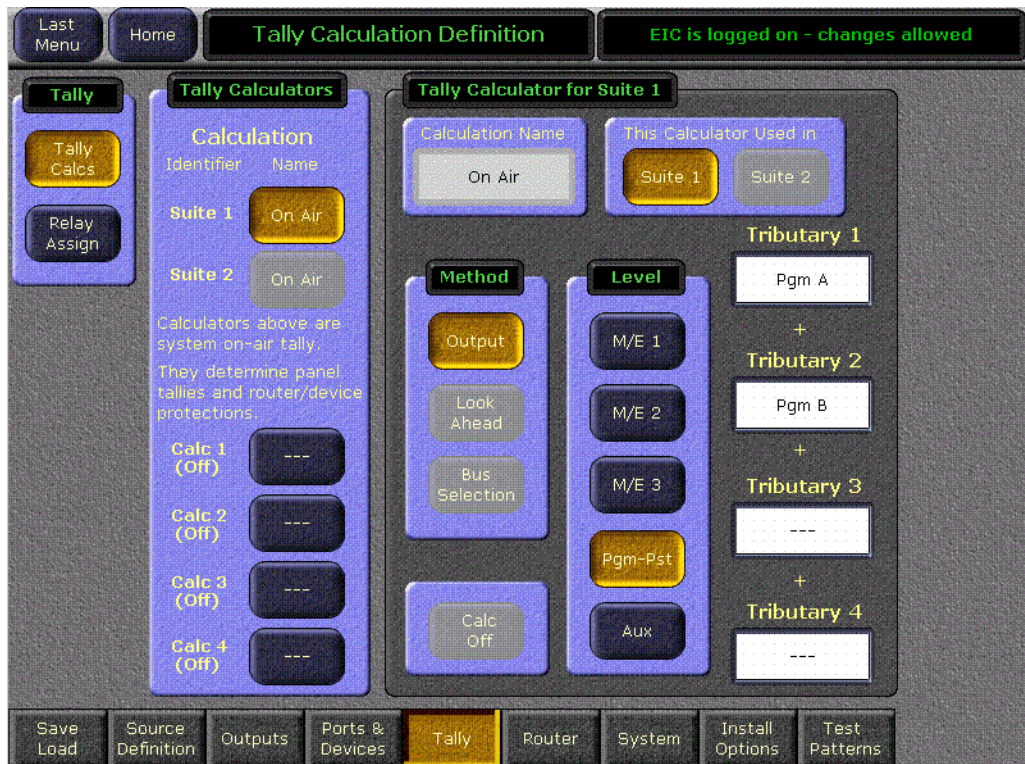 Last
Menu
Home
Tally Calculation Definition
EIC is logged on - changes allowed
Tally
Tally
Calcs
Relay
Assign
Tally Calculators
Calculation
Identifier Name
Suite 1 On Air
Suite 2 On Air
Calculators above are
system on-air tally.
They determine panel
tallies and router/device
protections.
Calc 1
(Off)
---
Calc 2
(Off)
---
Calc 3
(Off)
---
Calc 4
(Off)
---
Tally Calculator for Suite 1
Calculation Name
On Air
This Calculator Used in
Suite 1 Suite 2
Method
Output
Look
Ahead
Bus
Selection
Calc
Off
Level
M/E 1
M/E 2
M/E 3
Pgm-Pst
Aux
Tributary 1
Pgm A
+
Tributary 2
Pgm B
+
Tributary 3
---
+
Tributary 4
---
Save
Load
Source
Definition
Outputs
Ports &
Devices
Tally
Router
System
Install
Options
Test
Patterns